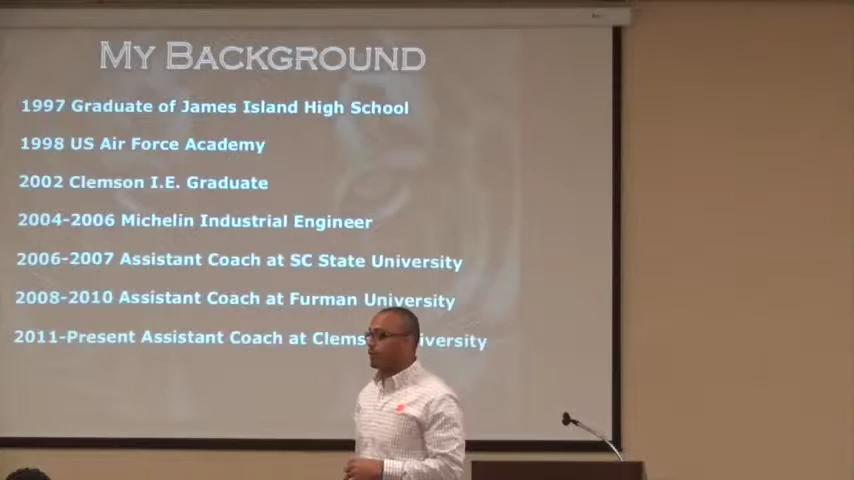 MY BACKGROUND
1997 Graduate of James Island High School
1998 US Air Force Academy
2002 Clemson I.E. Graduate
2004-2006 Michelin Industrial Engineer
2006-2007 Assistant Coach at SC State University
2008-2010 Assistant Coach at Furman University
2011-Present Assistant Coach at Clems iversity